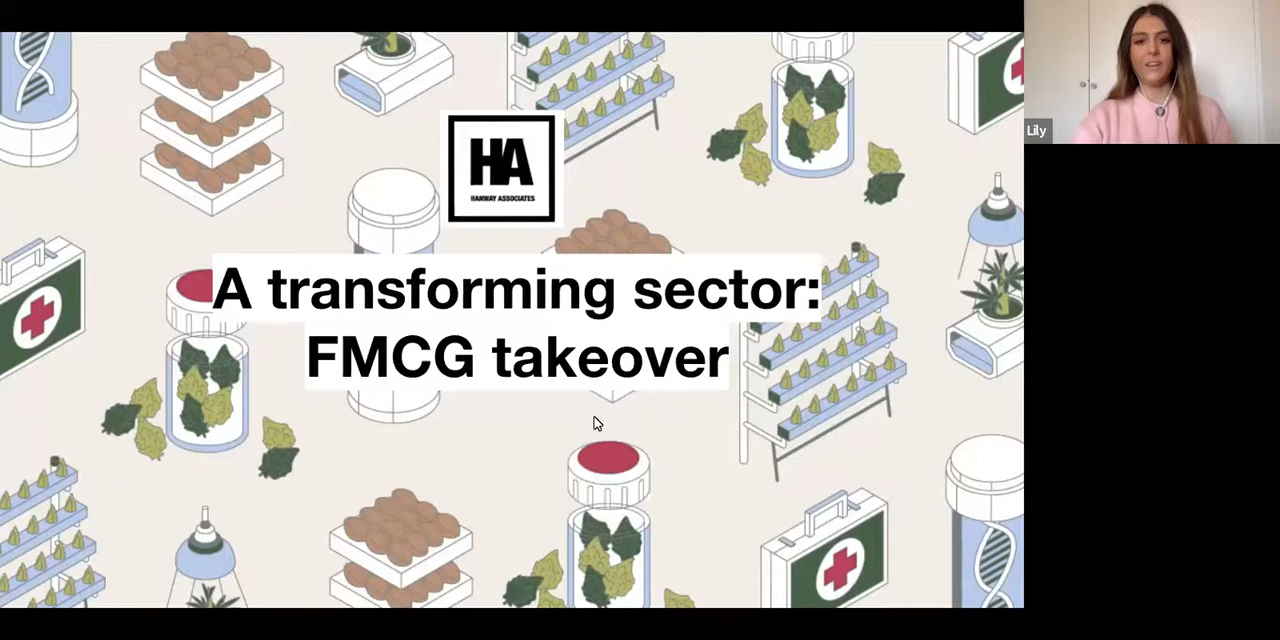 HA
HANWAY ASSOCIATES
A transforming sector:
FMCG takeover
Lily